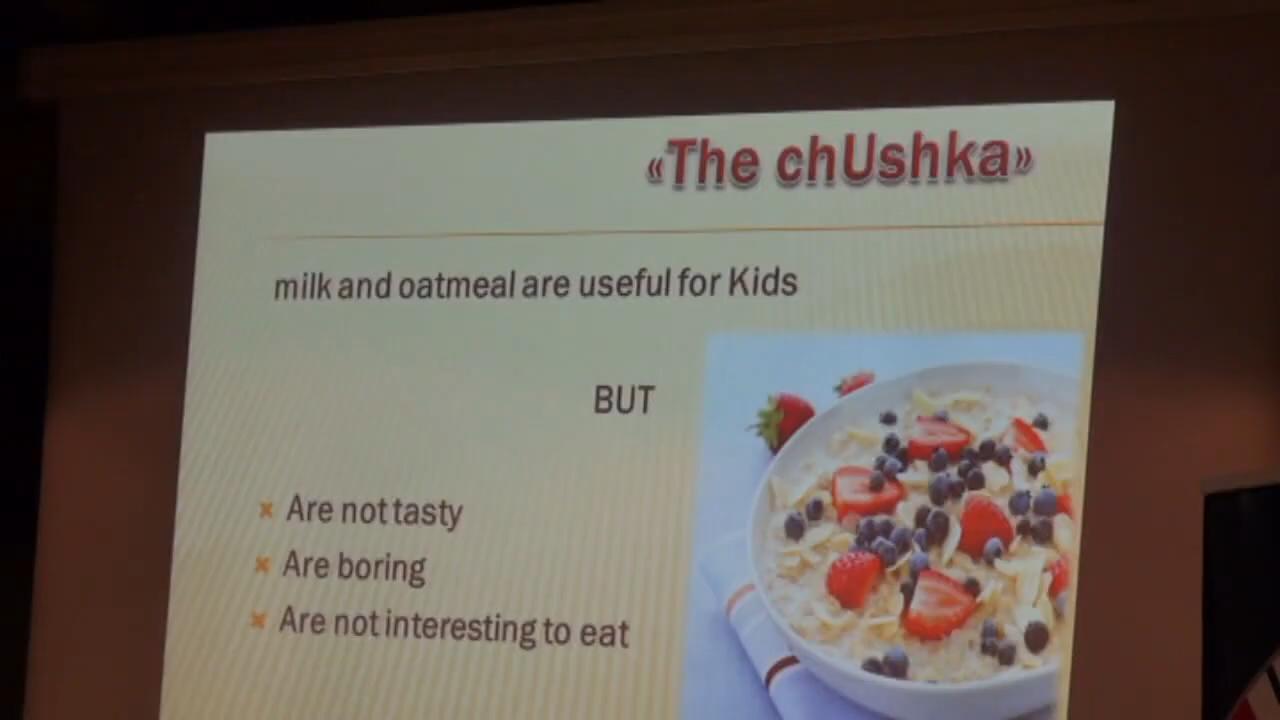 «The chUshka»
milk and oatmeal are useful for Kids
BUT
Are not tasty
Are boring
Are not interesting to eat